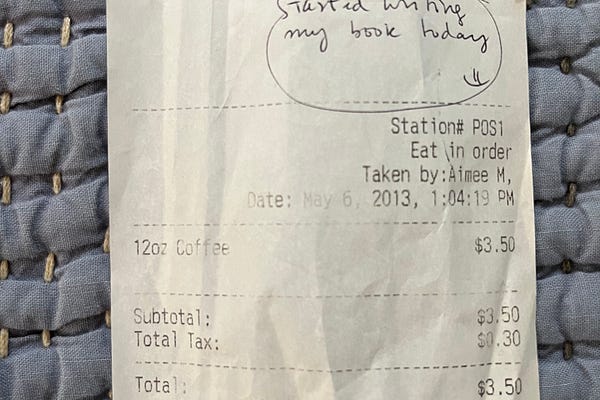 Started writing
my book today
Station# POS1
Eat in order
Taken by:Aimee M,
Date: May 6, 2013, 1:04:19 PM
12oz Coffee $3.50
Subtotal: $3.50
Total Tax: $0.30
Total: $3.50